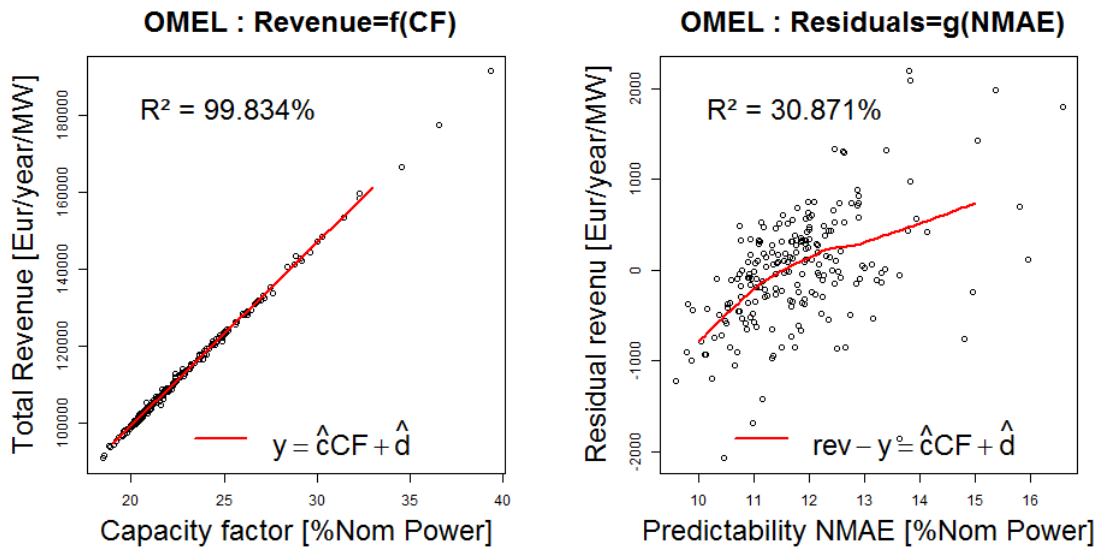 OMEL : Revenue=f(CF)
R² = 99.834%
Total Revenue [Eur/year/MW]
100000
120000
140000
160000
180000
y = ĉCF + d̂
20
25
30
35
40
Capacity factor [%Nom Power]
OMEL : Residuals=g(NMAE)
R² = 30.871%
Residual revenu [Eur/year/MW]
-2000
-1000
0
1000
2000
rev − y = ĉCF + d̂
10
11
12
13
14
15
16
Predictability NMAE [%Nom Power]